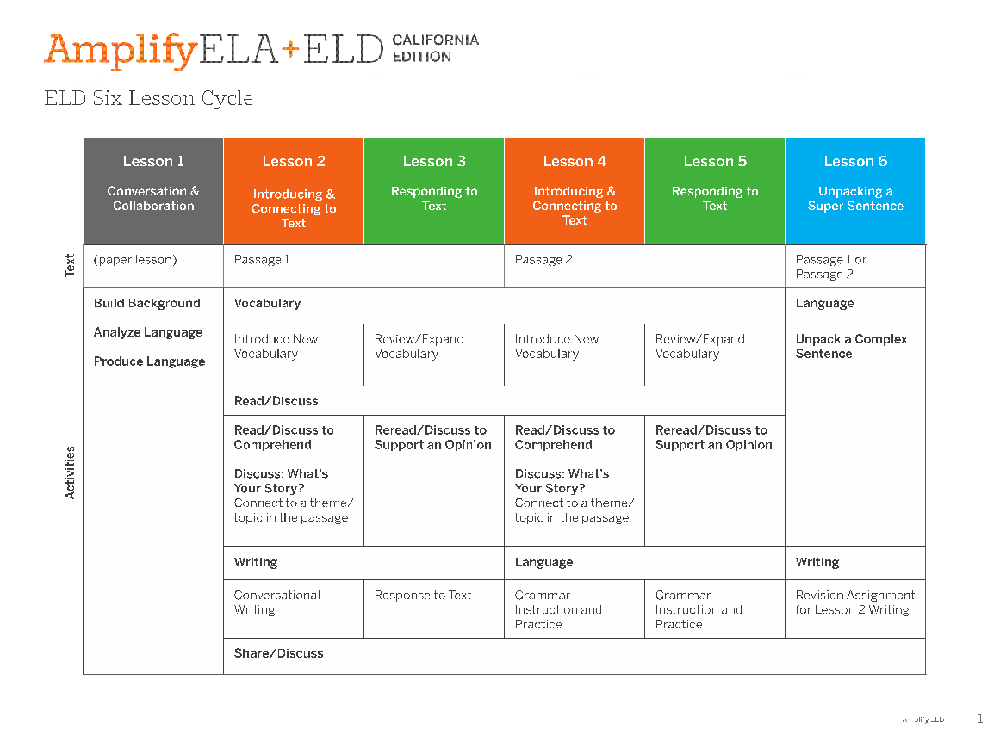 AmplifyELA+ELD CALIFORNIA EDITION
ELD Six Lesson Cycle
Lesson 1
Conversation &
Collaboration
Lesson 2
Introducing &
Connecting to
Text
Lesson 3
Responding to
Text
Lesson 4
Introducing &
Connecting to
Text
Lesson 5
Responding to
Text
Lesson 6
Unpacking a
Super Sentence
Text
(paper lesson)
Passage 1
Passage 2
Passage 1 or
Passage 2
Activities
Build Background
Analyze Language
Produce Language
Vocabulary
Language
Introduce New
Vocabulary
Review/Expand
Vocabulary
Introduce New
Vocabulary
Review/Expand
Vocabulary
Unpack a Complex
Sentence
Read/Discuss
Read/Discuss to
Comprehend
Discuss: What's
Your Story?
Connect to a theme/
topic in the passage
Reread/Discuss to
Support an Opinion
Read/Discuss to
Comprehend
Discuss: What's
Your Story?
Connect to a theme/
topic in the passage
Reread/Discuss to
Support an Opinion
Writing
Language
Writing
Conversational
Writing
Response to Text
Grammar
Instruction and
Practice
Grammar
Instruction and
Practice
Revision Assignment
for Lesson 2 Writing
Share/Discuss
Amplify ELD
1